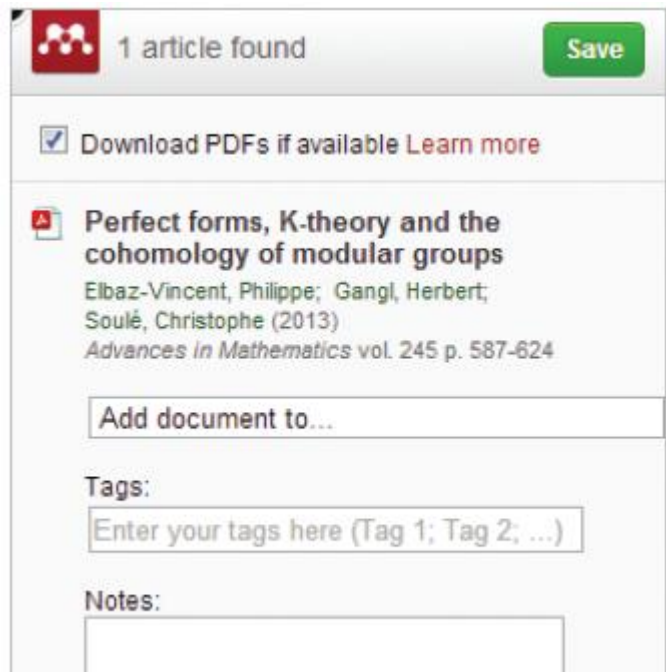 1 article found
Save
Download PDFs if available Learn more
Perfect forms, K-theory and the
cohomology of modular groups
Elbaz-Vincent, Philippe; Gangl, Herbert;
Soulé, Christophe (2013)
Advances in Mathematics vol. 245 p. 587-624
Add document to...
Tags:
Enter your tags here (Tag 1; Tag 2; ...)
Notes: